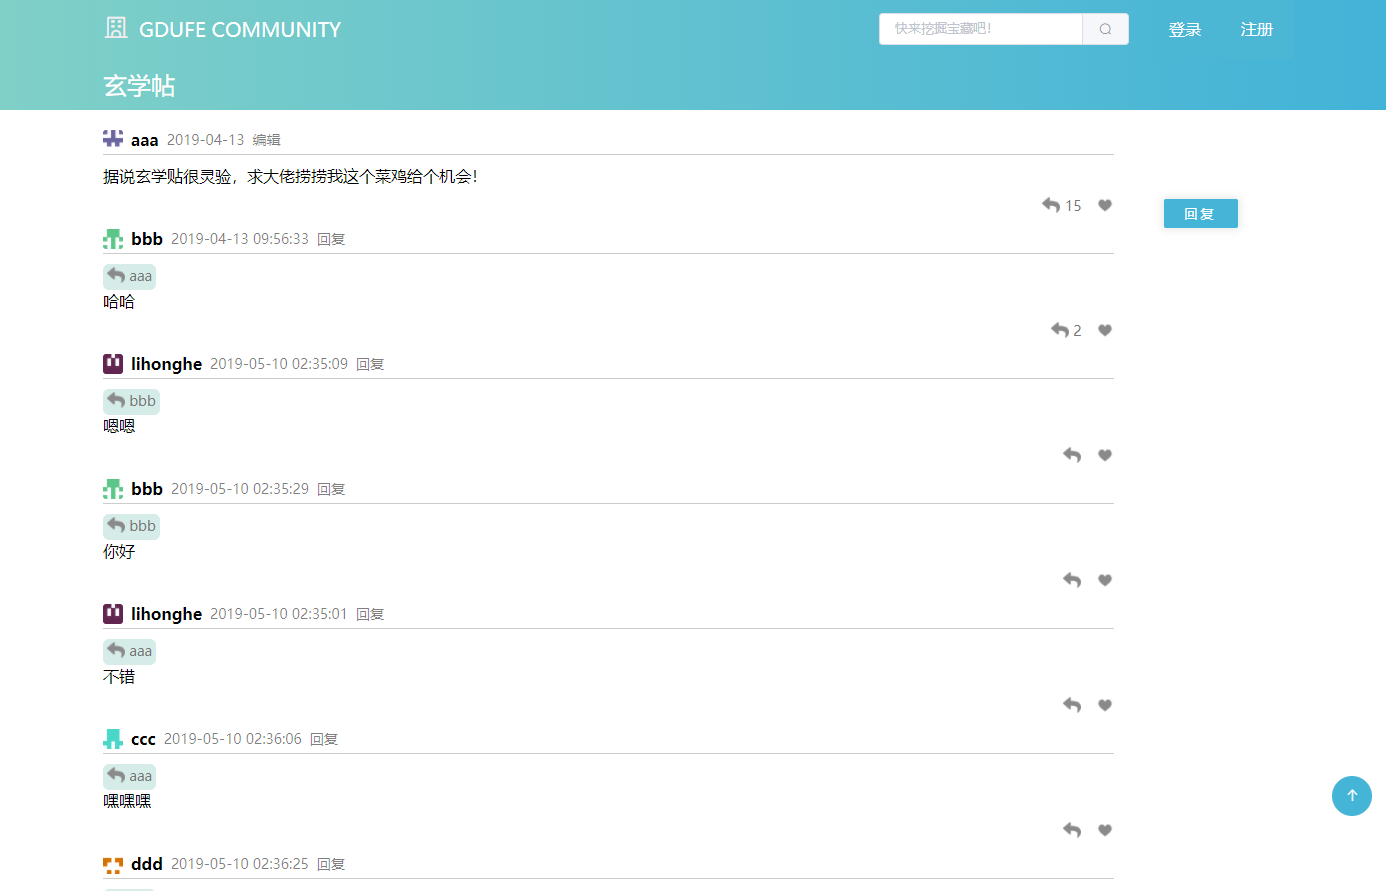 GDUFE COMMUNITY
快来挖掘宝藏吧!
登录
注册
玄学帖
aaa 2019-04-13 编辑
据说玄学贴很灵验，求大佬捞捞我这个菜鸡给个机会！
15
回复
bbb 2019-04-13 09:56:33 回复
aaa
哈哈
2
lihonghe 2019-05-10 02:35:09 回复
bbb
嗯嗯
bbb 2019-05-10 02:35:29 回复
bbb
你好
lihonghe 2019-05-10 02:35:01 回复
aaa
不错
ccc 2019-05-10 02:36:06 回复
aaa
嘿嘿嘿
ddd 2019-05-10 02:36:25 回复